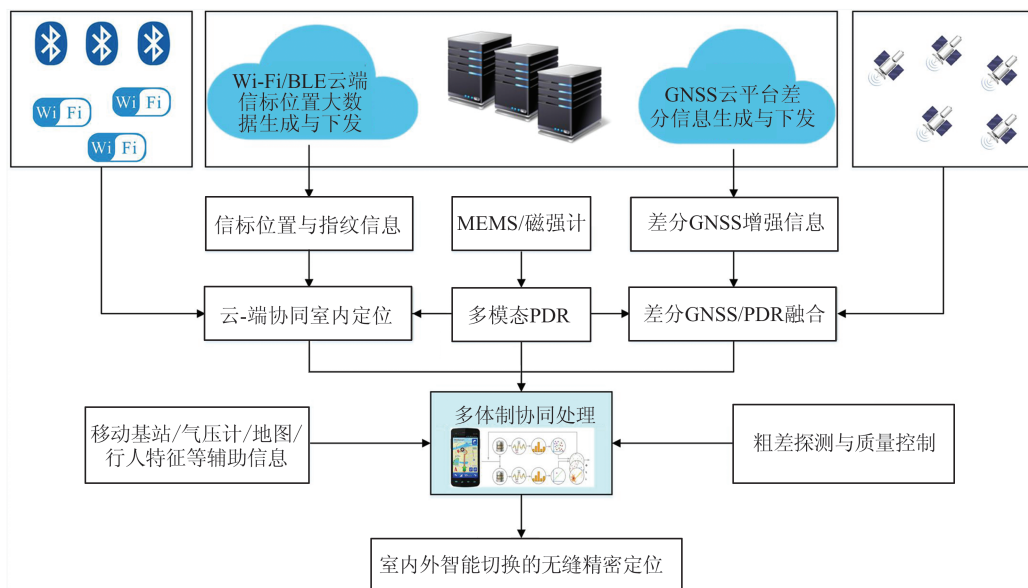 Wi-Fi/BLE云端
信标位置大数
据生成与下发
GNSS云平台差
分信息生成与下发
Wi Fi
Wi Fi
Wi Fi
信标位置与指纹信息
MEMS/磁强计
差分GNSS增强信息
云-端协同室内定位
多模态PDR
差分GNSS/PDR融合
多体制协同处理
移动基站/气压计/地图/
行人特征等辅助信息
粗差探测与质量控制
室内外智能切换的无缝精密定位